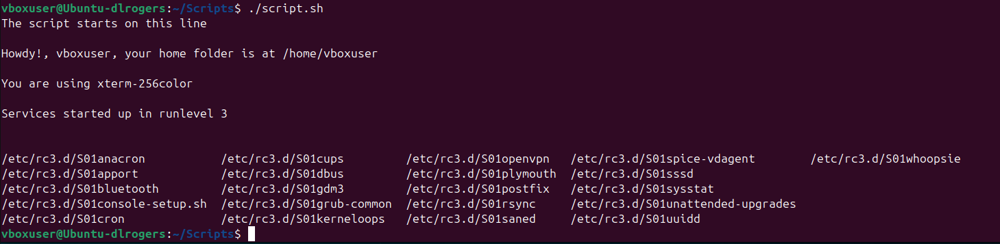 vboxuser@Ubuntu-dlrogers:~/Scripts$ ./script.sh
The script starts on this line
Howdy!, vboxuser, your home folder is at /home/vboxuser
You are using xterm-256color
Services started up in runlevel 3
/etc/rc3.d/S01anacron /etc/rc3.d/S01cups /etc/rc3.d/S01openvpn /etc/rc3.d/S01spice-vdagent /etc/rc3.d/S01whoopsie
/etc/rc3.d/S01apport /etc/rc3.d/S01dbus /etc/rc3.d/S01plymouth /etc/rc3.d/S01sssd
/etc/rc3.d/S01bluetooth /etc/rc3.d/S01gdm3 /etc/rc3.d/S01postfix /etc/rc3.d/S01sysstat
/etc/rc3.d/S01console-setup.sh /etc/rc3.d/S01grub-common /etc/rc3.d/S01rsync /etc/rc3.d/S01unattended-upgrades
/etc/rc3.d/S01cron /etc/rc3.d/S01kerneloops /etc/rc3.d/S01saned /etc/rc3.d/S01uuidd
vboxuser@Ubuntu-dlrogers:~/Scripts$